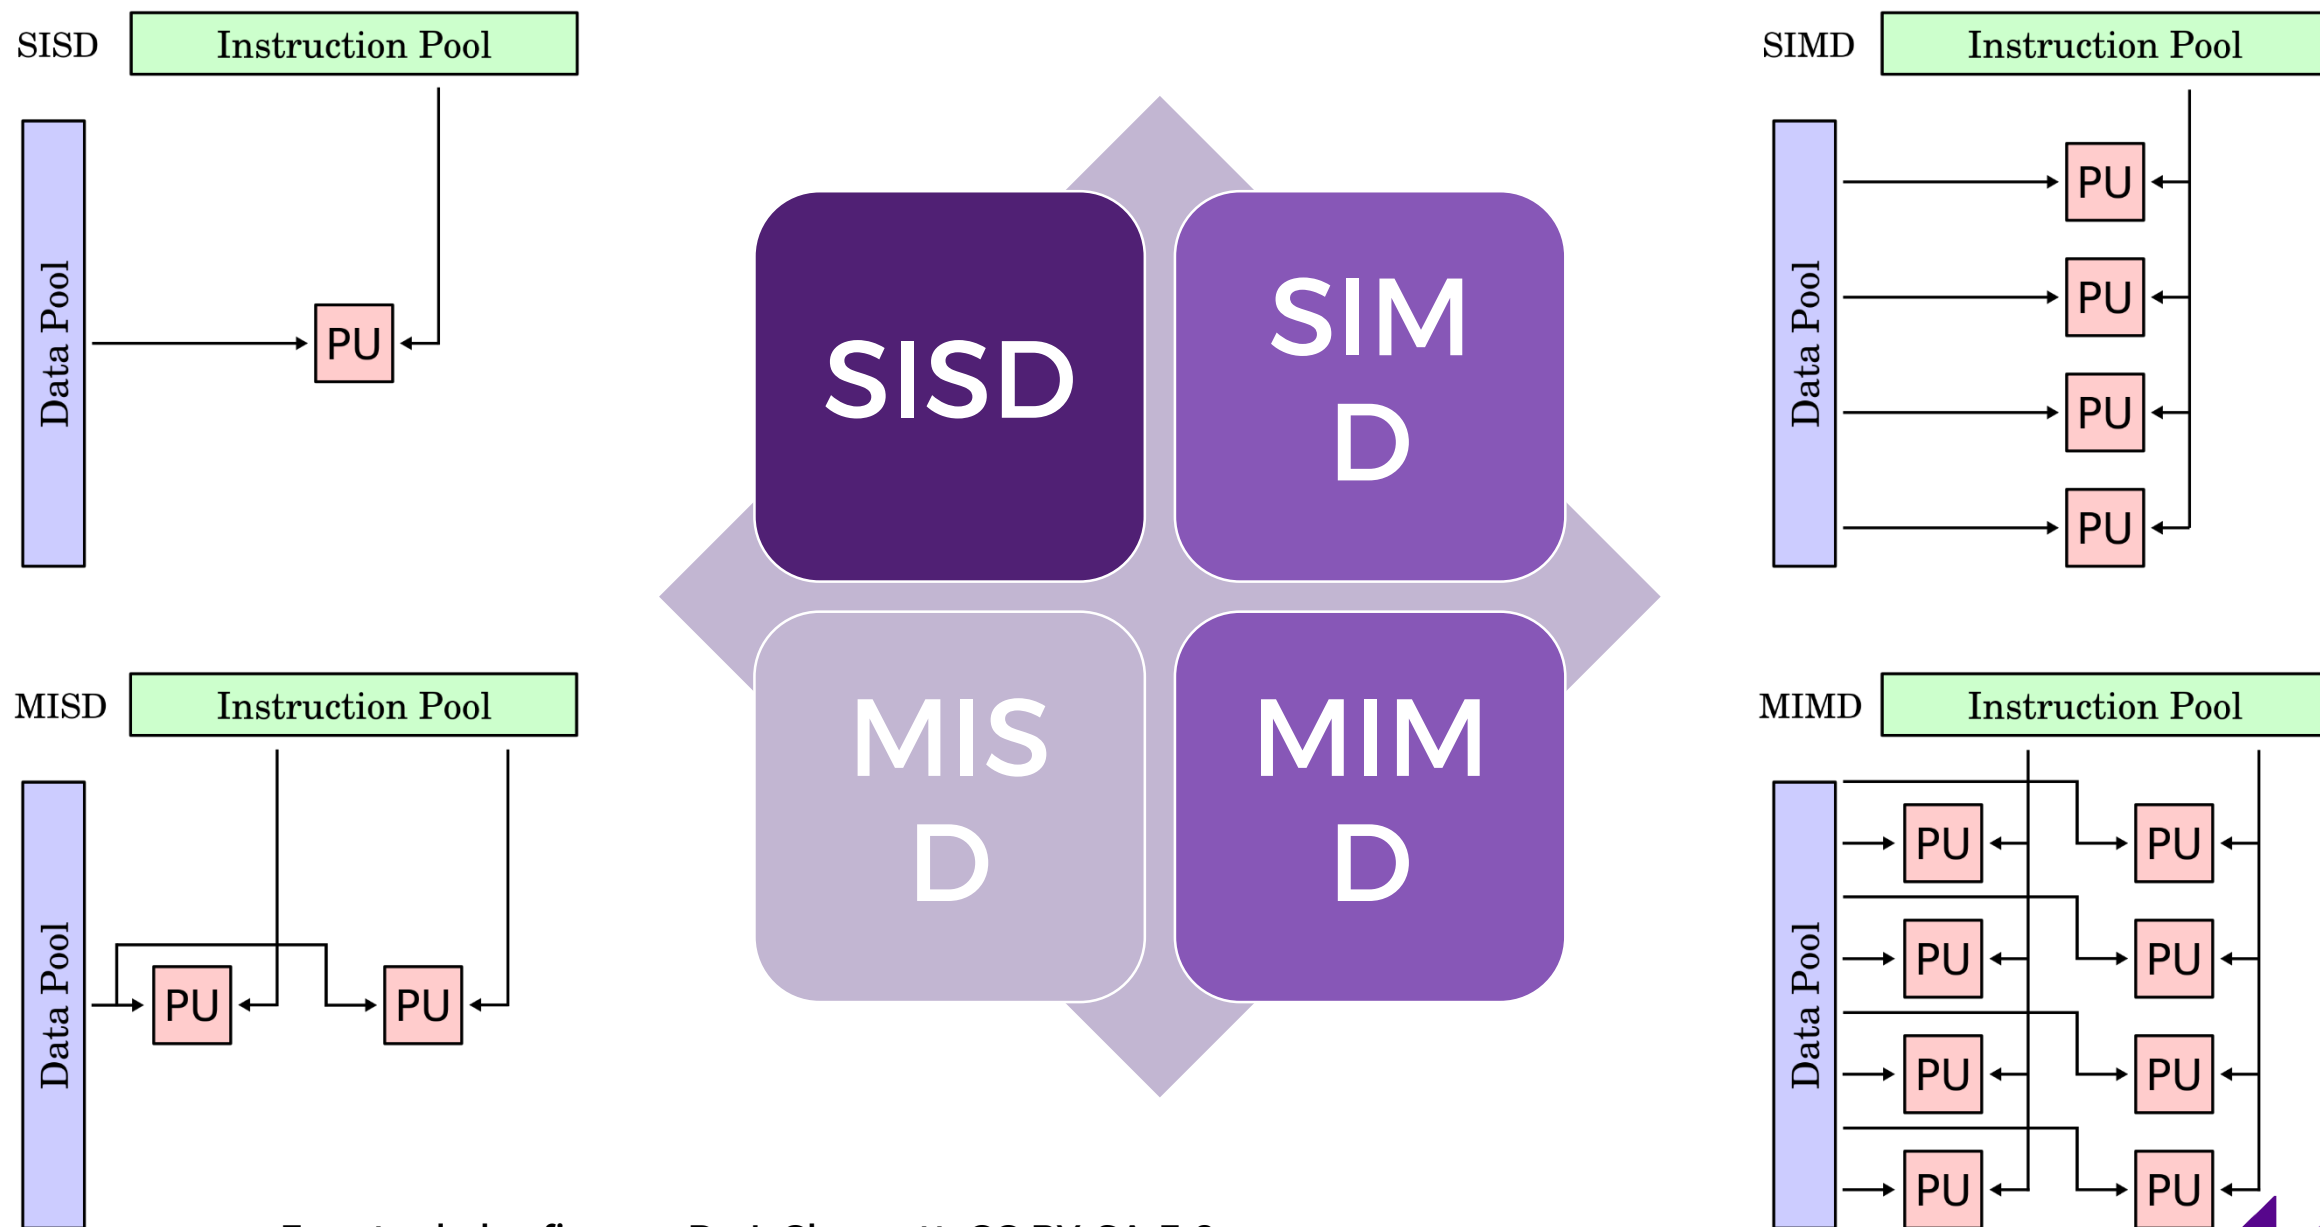 SISD
Instruction Pool
Data Pool
PU
SISD
SIM
D
MIS
D
MIM
D
SIMD
Instruction Pool
Data Pool
PU
PU
PU
PU
MISD
Instruction Pool
Data Pool
PU
PU
MIMD
Instruction Pool
Data Pool
PU
PU
PU
PU
PU
PU
PU
PU